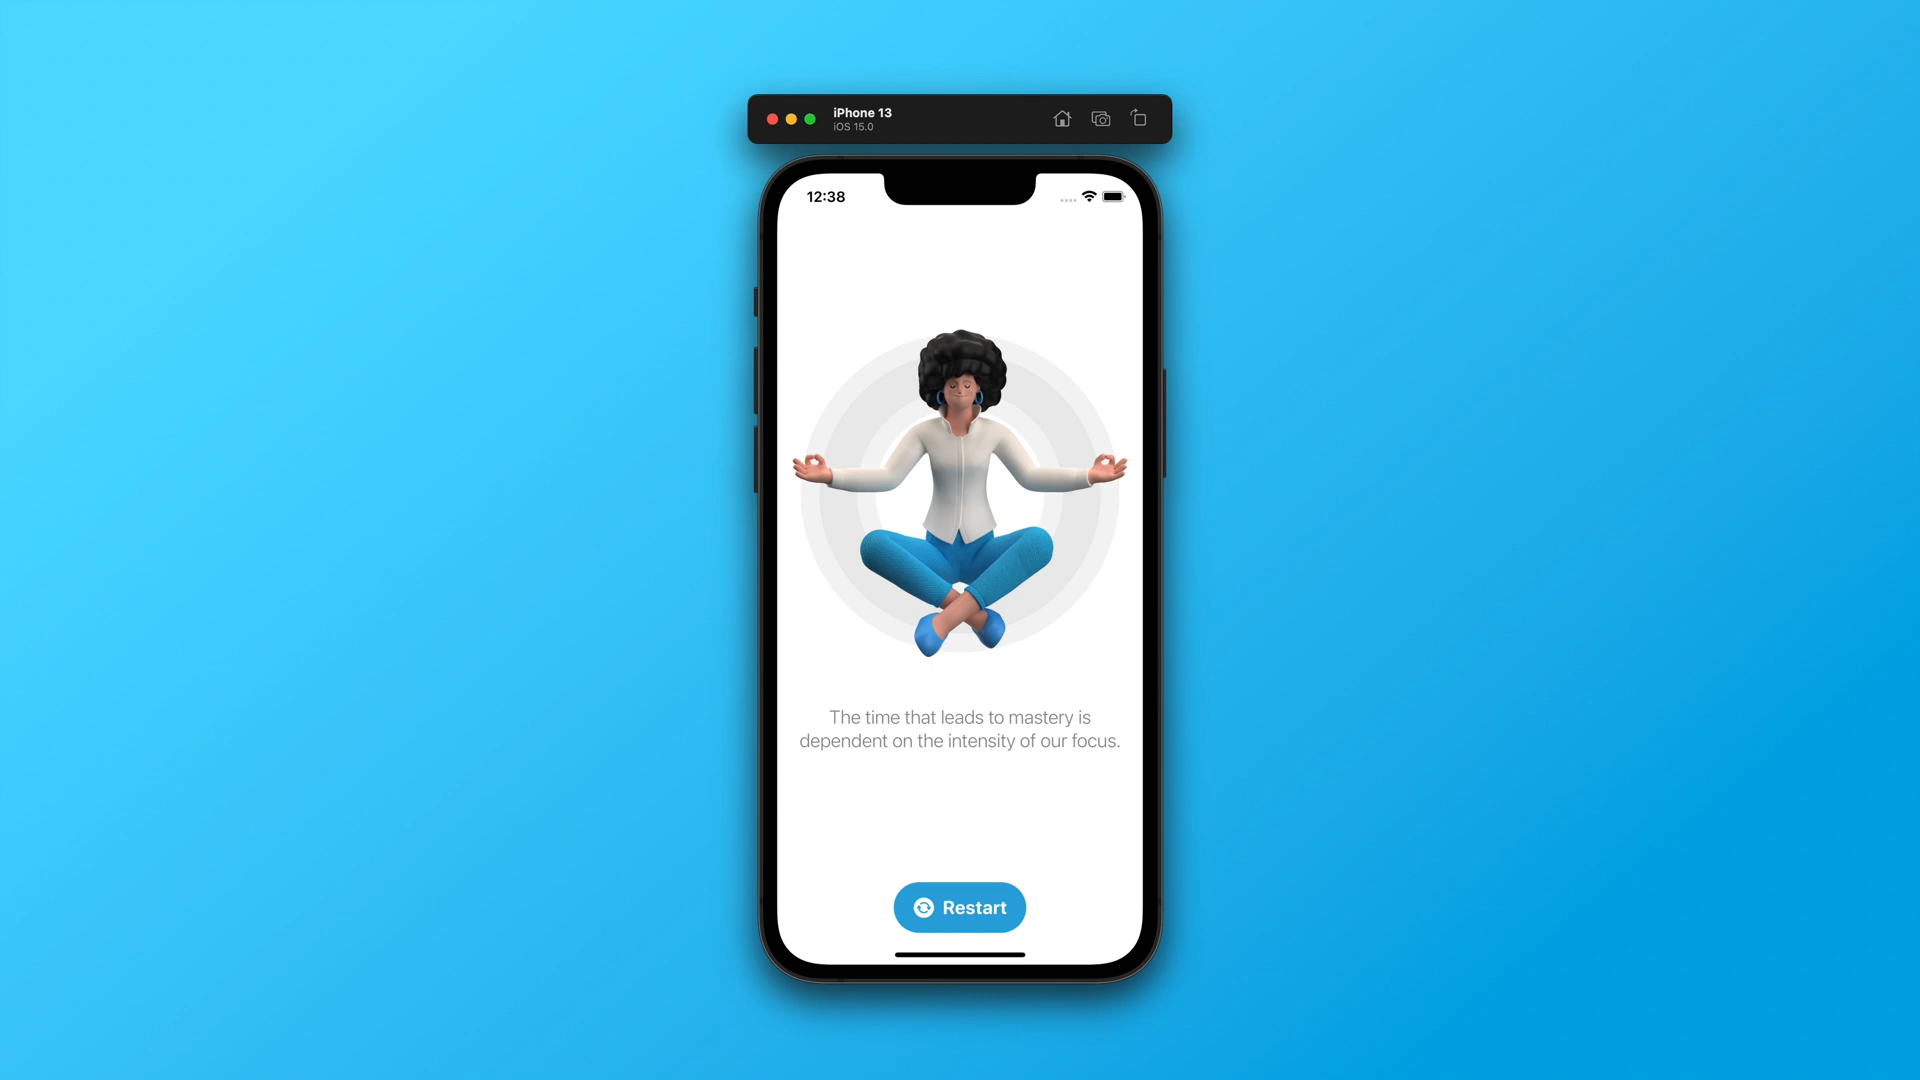 iPhone 13
iOS 15.0
12:38
The time that leads to mastery is
dependent on the intensity of our focus.
Restart